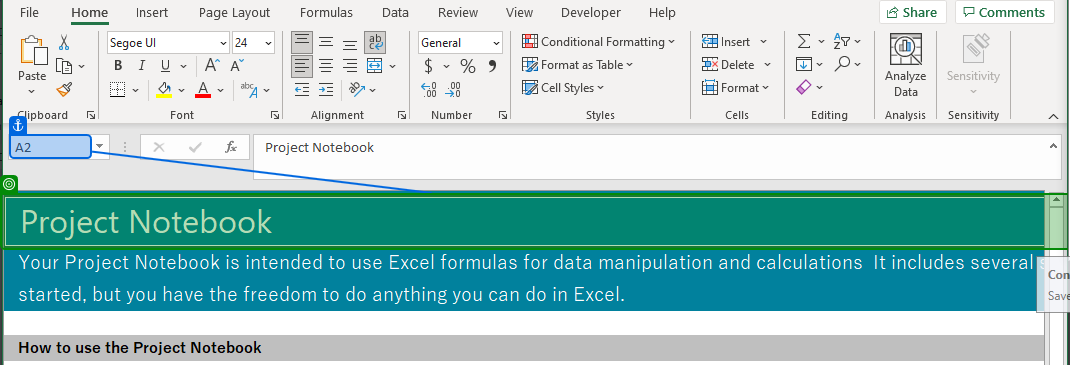 File Home Insert Page Layout Formulas Data Review View Developer Help Share Comments
Segoe UI 24 General Conditional Formatting Insert
Paste B I U A A $ % Format as Table Delete Analyze Data Sensitivity
A abc A .00 Cell Styles Format
Clipboard Font Alignment Number Styles Cells Editing Analysis Sensitivity
A2 fx Project Notebook
Project Notebook
Your Project Notebook is intended to use Excel formulas for data manipulation and calculations It includes several
started, but you have the freedom to do anything you can do in Excel.
Con
Save
How to use the Project Notebook